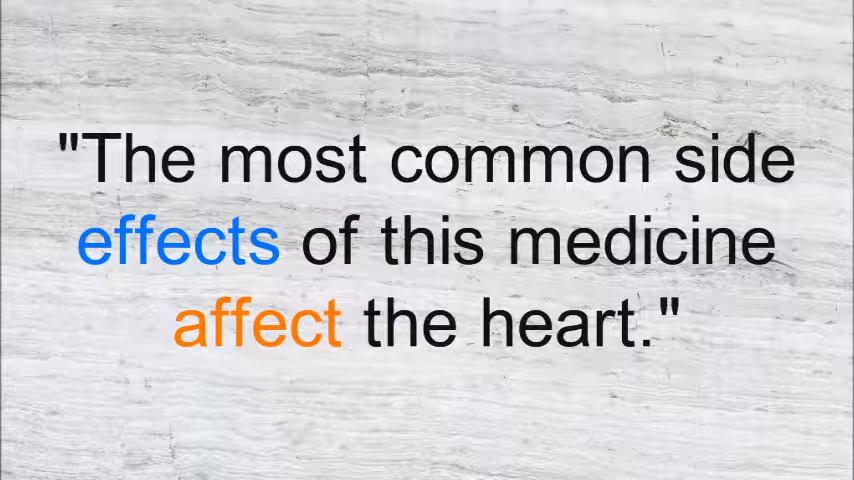 "The most common side
effects of this medicine
affect the heart."